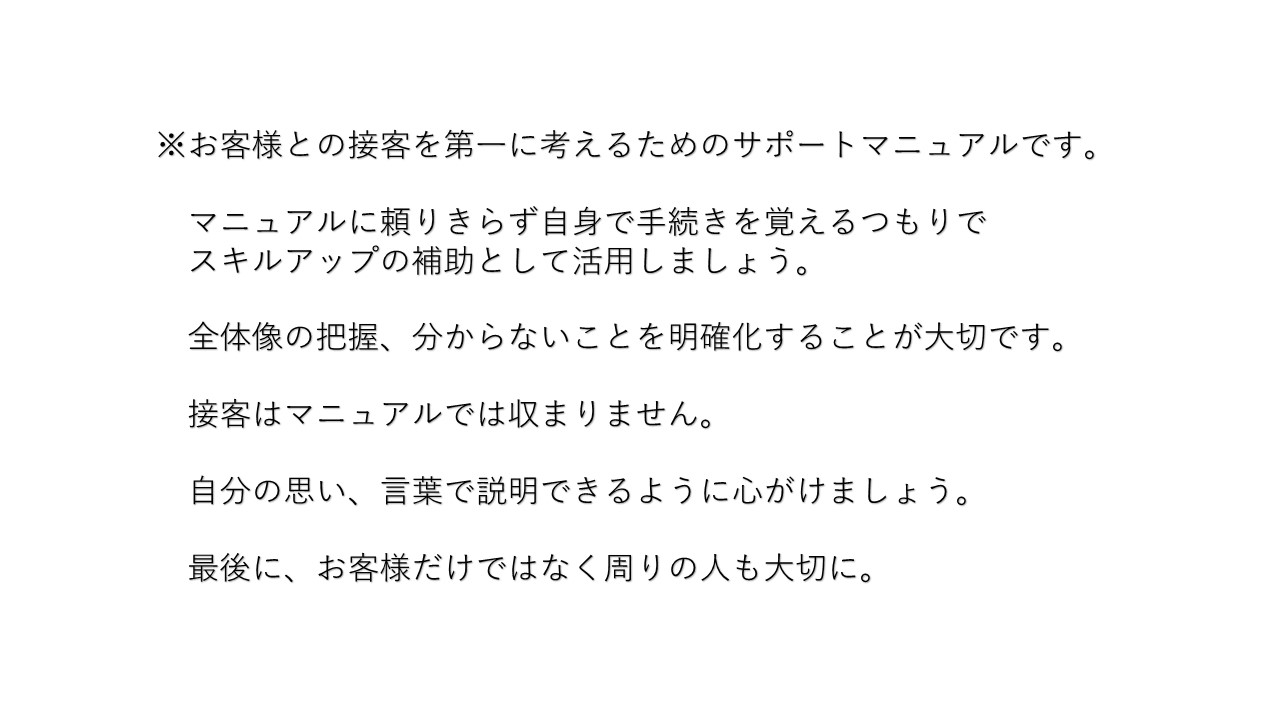 ※お客様との接客を第一に考えるためのサポートマニュアルです。
マニュアルに頼りきらず自身で手続きを覚えるつもりで
スキルアップの補助として活用しましょう。
全体像の把握、分からないことを明確化することが大切です。
接客はマニュアルでは収まりません。
自分の思い、言葉で説明できるように心がけましょう。
最後に、お客様だけではなく周りの人も大切に。